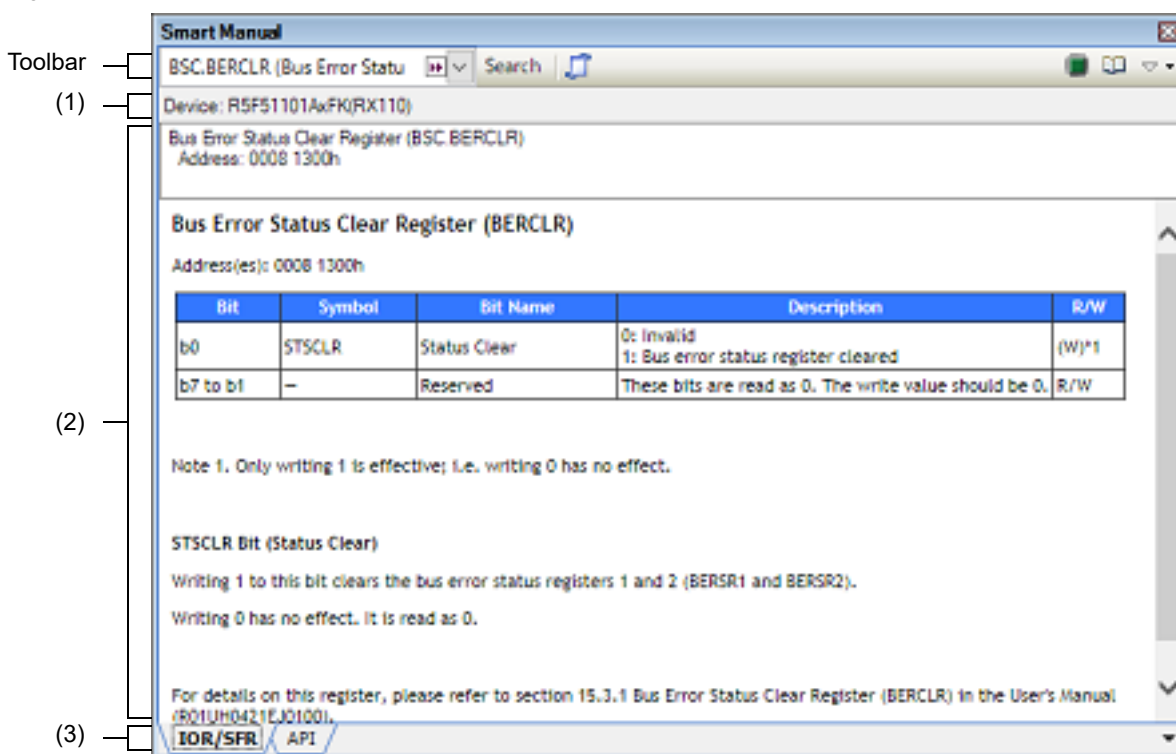 Smart Manual
Toolbar
BSC.BERCLR (Bus Error Statu
Search
(1)
Device: R5F51101AxFK(RX110)
Bus Error Status Clear Register (BSC.BERCLR)
Address: 0008 1300h
Bus Error Status Clear Register (BERCLR)
Address(es): 0008 1300h
Bit Symbol Bit Name Description R/W
b0 STSCLR Status Clear 0: Invalid
1: Bus error status register cleared (W)*1
b7 to b1 — Reserved These bits are read as 0. The write value should be 0. R/W
(2)
Note 1. Only writing 1 is effective; i.e. writing 0 has no effect.
STSCLR Bit (Status Clear)
Writing 1 to this bit clears the bus error status registers 1 and 2 (BERSR1 and BERSR2).
Writing 0 has no effect. It is read as 0.
For details on this register, please refer to section 15.3.1 Bus Error Status Clear Register (BERCLR) in the User's Manual
(R01UH0421EJ0100).
(3)
IOR/SFR API